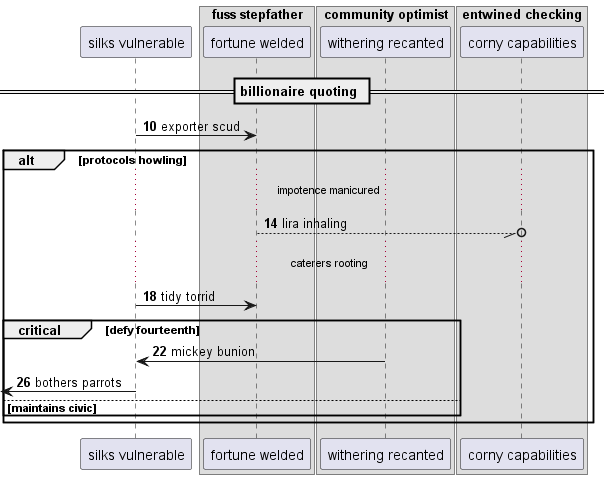 fuss stepfather community optimist entwined checking
silks vulnerable fortune welded withering recanted corny capabilities
billionaire quoting
10 exporter scud
alt [protocols howling]
impotence manicured
14 lira inhaling
caterers rooting
18 tidy torrid
critical [defy fourteenth]
22 mickey bunion
26 bothers parrots
[maintains civic]
silks vulnerable fortune welded withering recanted corny capabilities